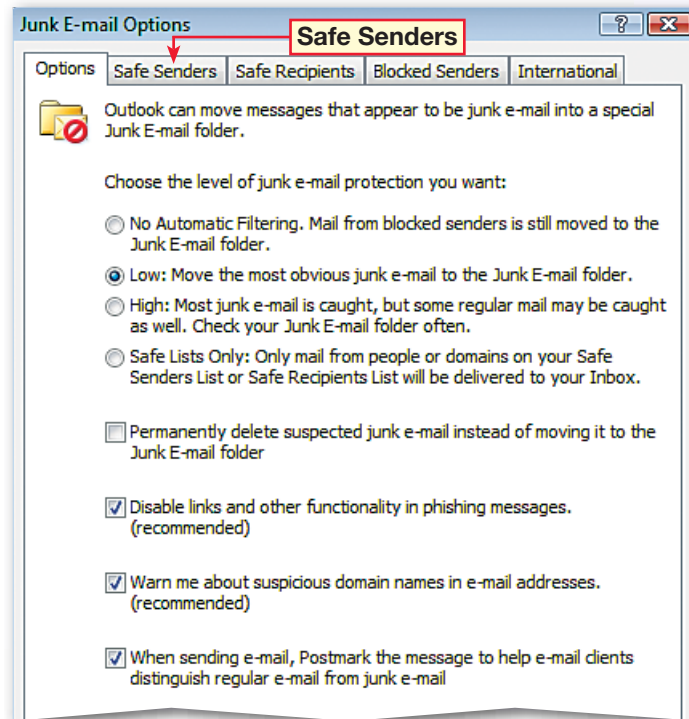 Junk E-mail Options
Safe Senders
Options Safe Senders Safe Recipients Blocked Senders International
Outlook can move messages that appear to be junk e-mail into a special
Junk E-mail folder.
Choose the level of junk e-mail protection you want:
No Automatic Filtering. Mail from blocked senders is still moved to the
Junk E-mail folder.
Low: Move the most obvious junk e-mail to the Junk E-mail folder.
High: Most junk e-mail is caught, but some regular mail may be caught
as well. Check your Junk E-mail folder often.
Safe Lists Only: Only mail from people or domains on your Safe
Senders List or Safe Recipients List will be delivered to your Inbox.
Permanently delete suspected junk e-mail instead of moving it to the
Junk E-mail folder
Disable links and other functionality in phishing messages.
(recommended)
Warn me about suspicious domain names in e-mail addresses.
(recommended)
When sending e-mail, Postmark the message to help e-mail clients
distinguish regular e-mail from junk e-mail